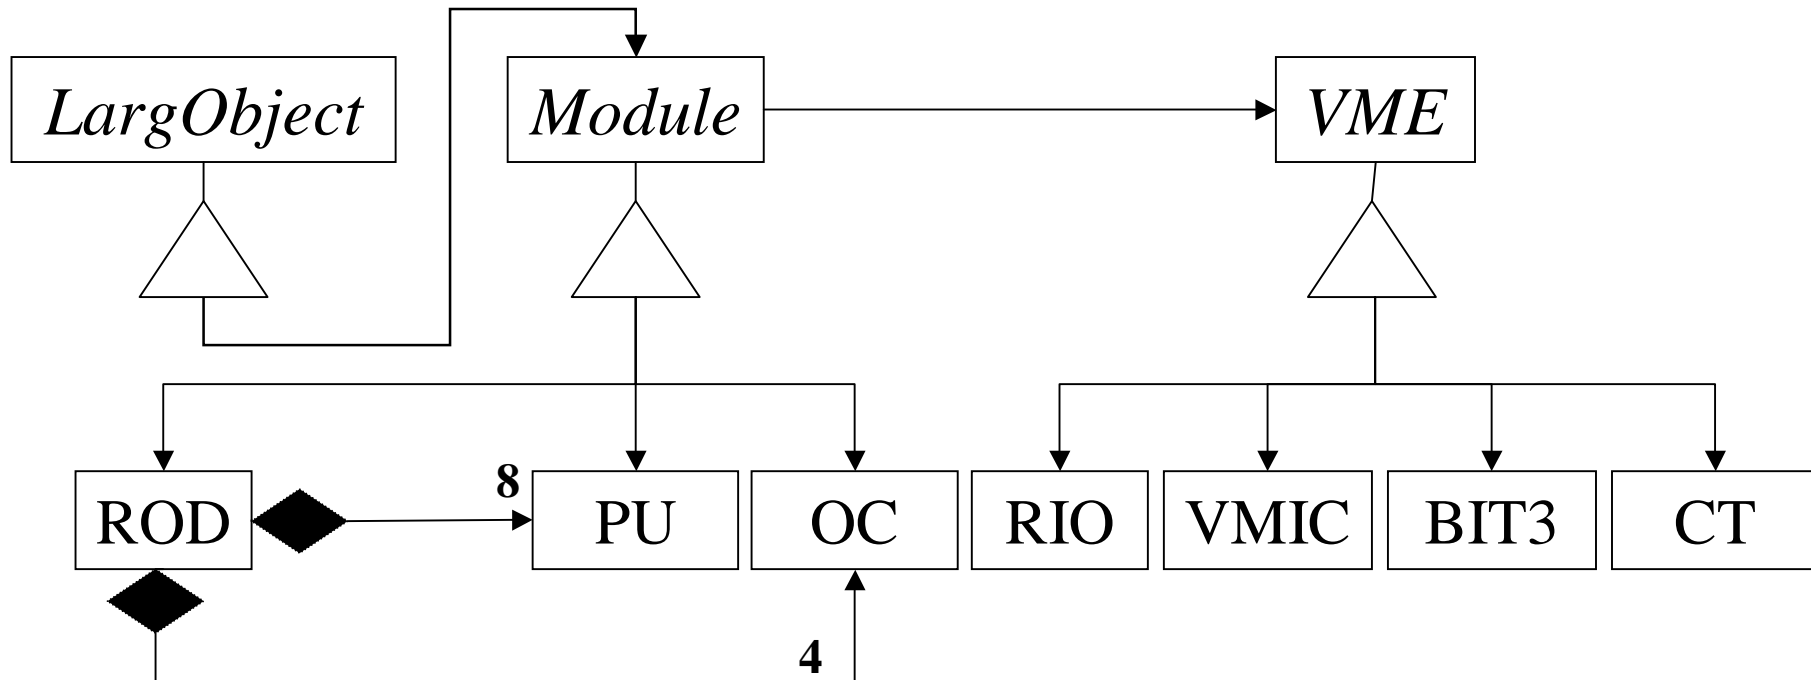 LargObject
Module
VME
ROD
8
PU
OC
RIO
VMIC
BIT3
CT
4